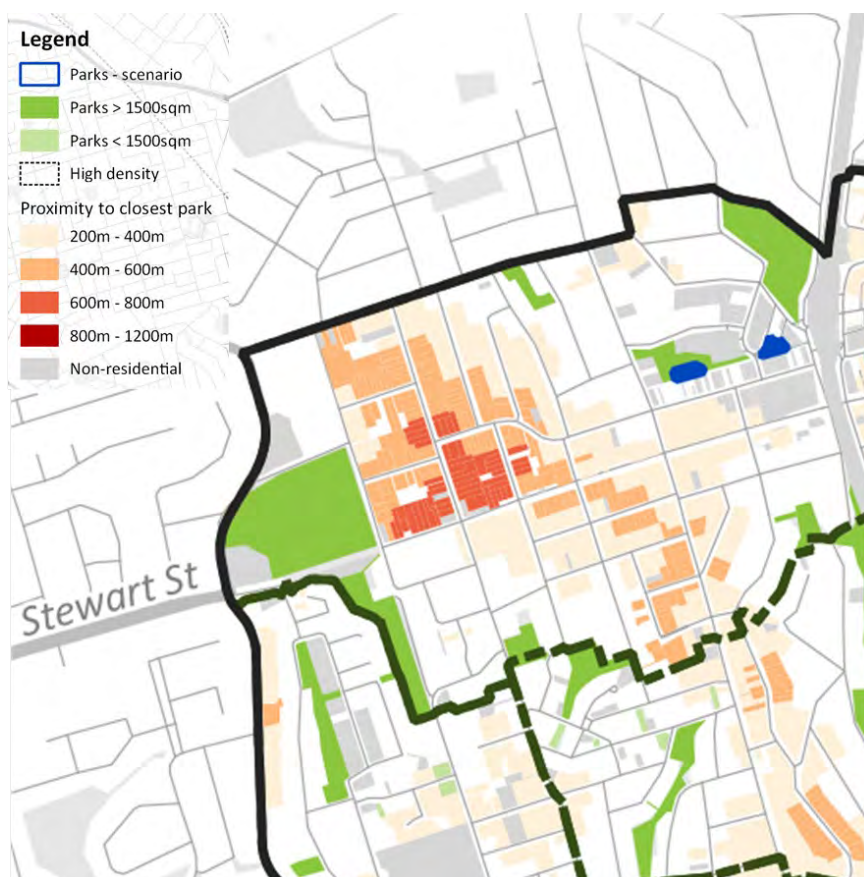 Legend
Parks - scenario
Parks > 1500sqm
Parks < 1500sqm
High density
Proximity to closest park
200m - 400m
400m - 600m
600m - 800m
800m - 1200m
Non-residential
Stewart St